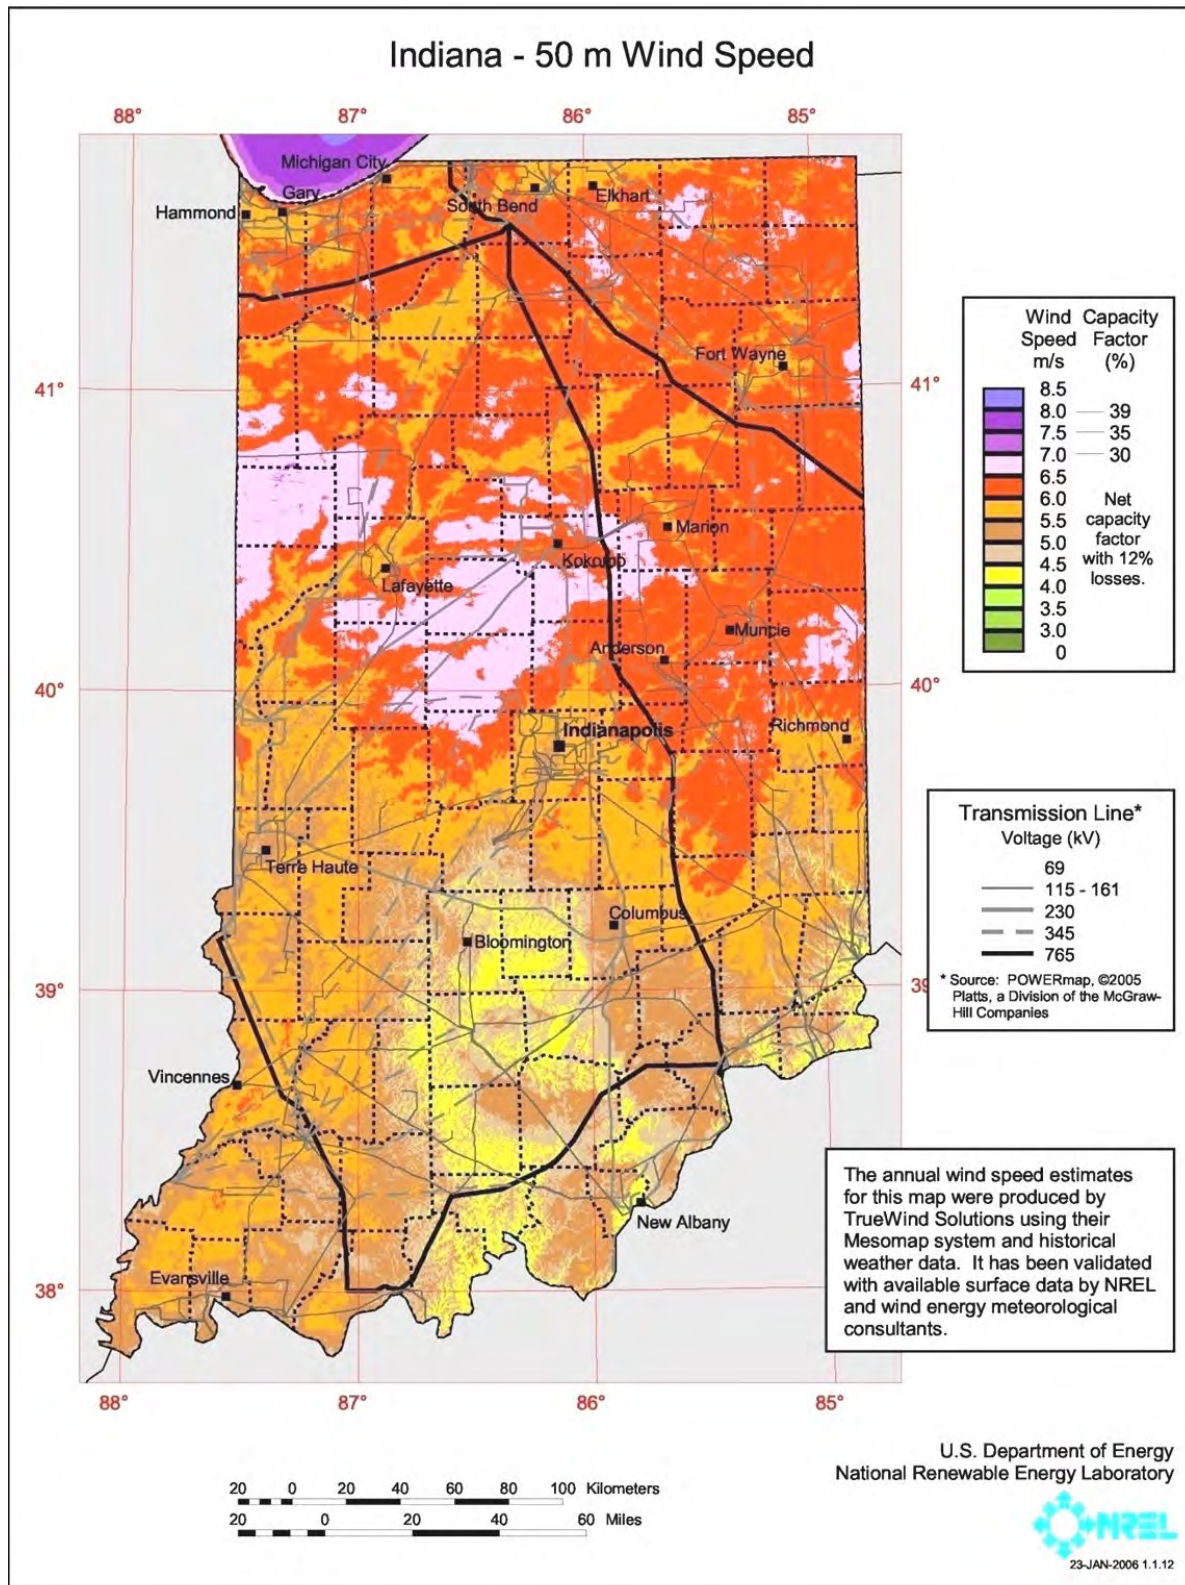 Indiana - 50 m Wind Speed
88° 87° 86° 85°
Michigan City
Gary
Hammond
South Bend
Elkhart
Fort Wayne
41° 41°
Marion
Kokomo
Lafayette
Muncie
Anderson
40° 40°
Richmond
Indianapolis
Terre Haute
Columbus
Bloomington
39° 39
Vincennes
New Albany
Evansville
38°
88° 87° 86° 85°
Wind Capacity
Speed Factor
m/s (%)
8.5
8.0 39
7.5 35
7.0 30
6.5
6.0
5.5
5.0
4.5
4.0
3.5
3.0
0
Net
capacity
factor
with 12%
losses.
Transmission Line*
Voltage (kV)
69
115 - 161
230
345
765
* Source: POWERmap, ©2005
Platts, a Division of the McGraw-
Hill Companies
The annual wind speed estimates
for this map were produced by
TrueWind Solutions using their
Mesomap system and historical
weather data. It has been validated
with available surface data by NREL
and wind energy meteorological
consultants.
U.S. Department of Energy
National Renewable Energy Laboratory
20 0 20 40 60 80 100 Kilometers
20 0 20 40 60 Miles
NREL
23-JAN-2006 1.1.12